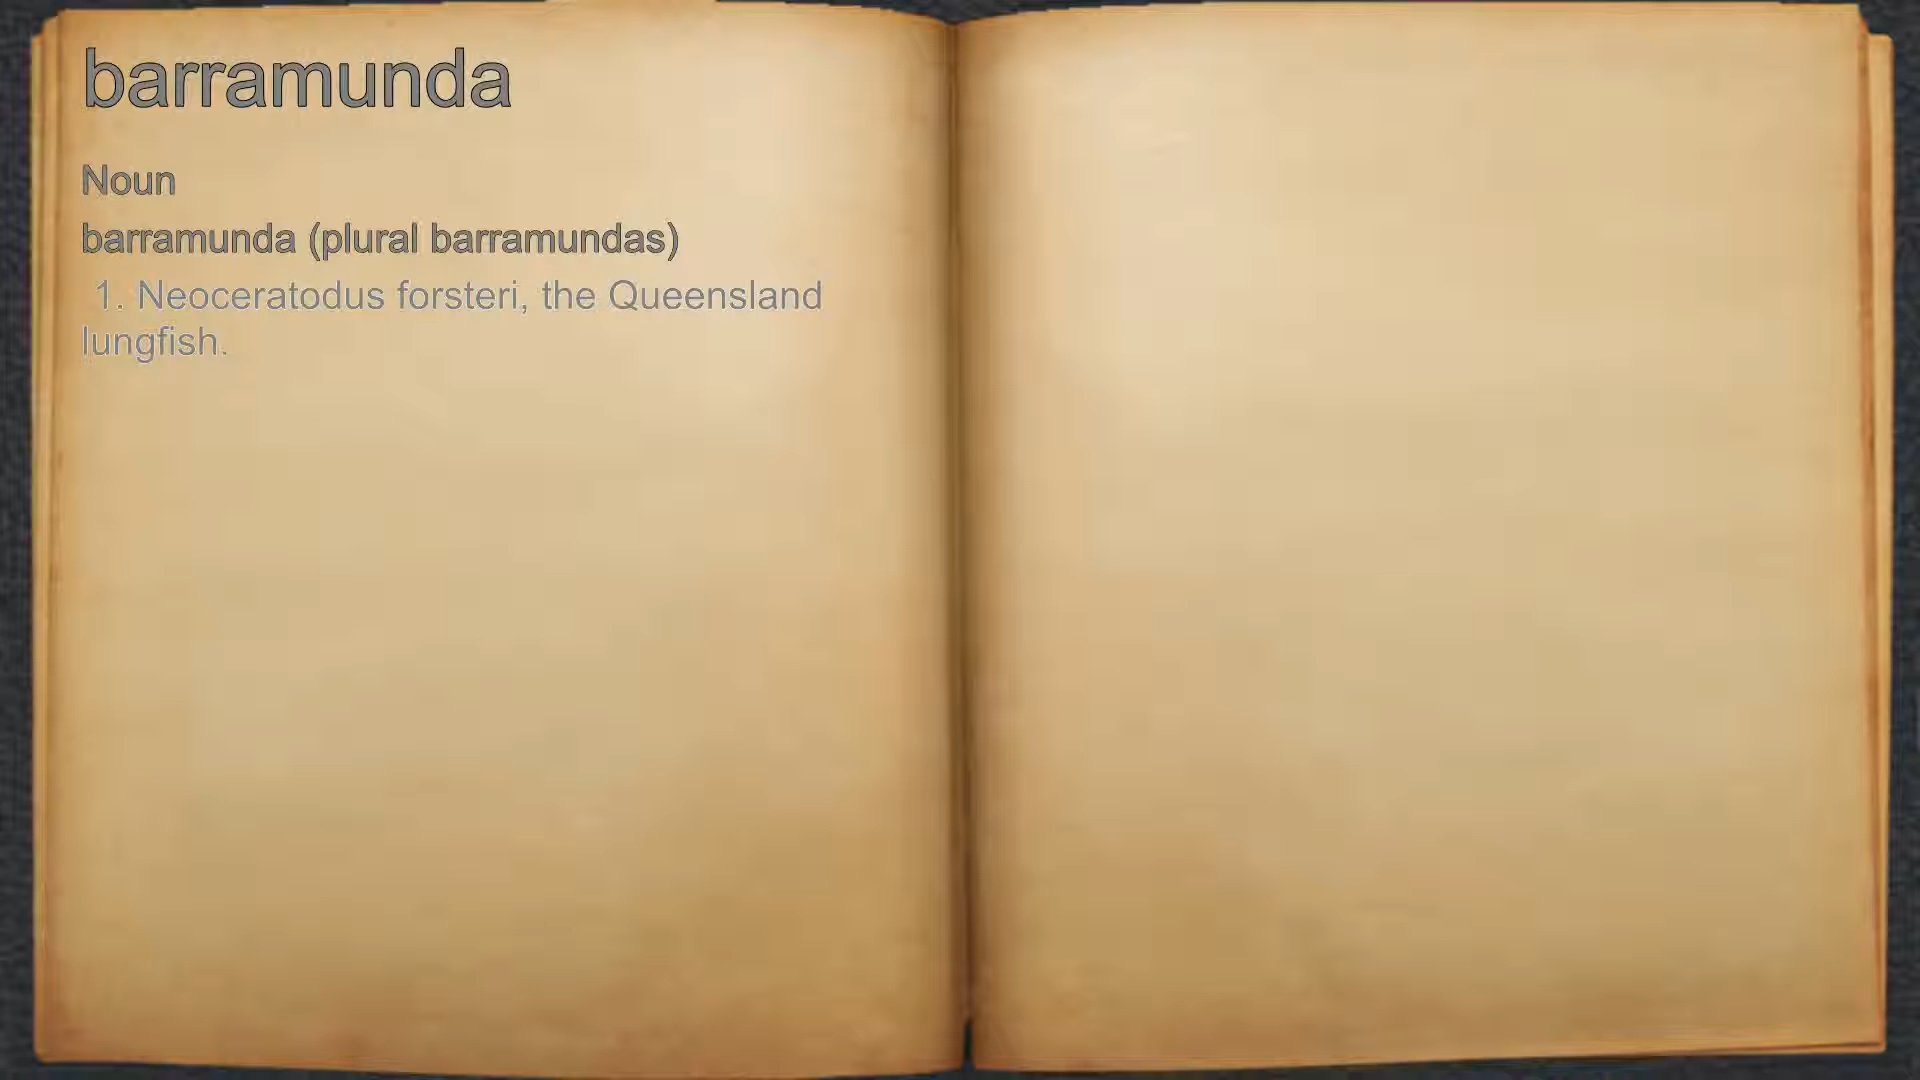 barramunda
Noun
barramunda (plural barramundas)
1. Neoceratodus forsteri, the Queensland
lungfish.